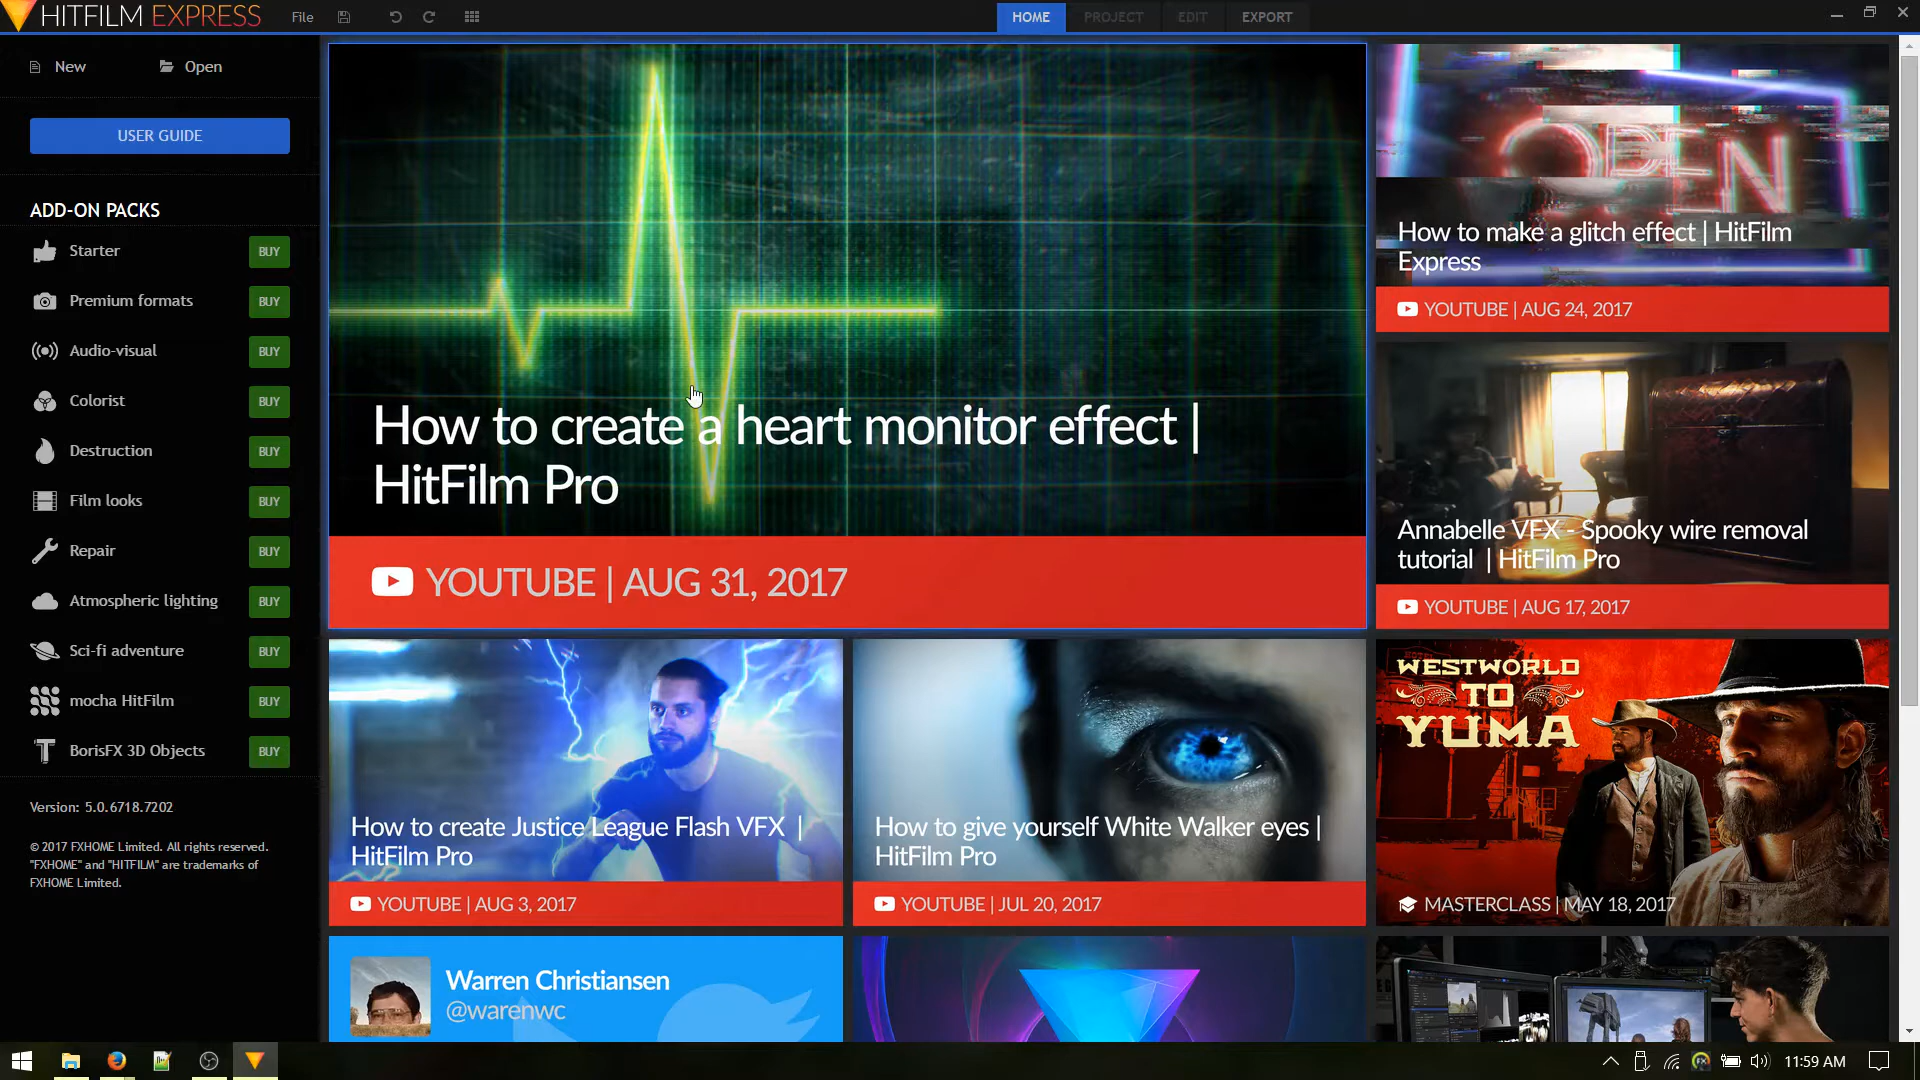 HITFILM EXPRESS
File
HOME
PROJECT
EDIT
EXPORT
New
Open
USER GUIDE
ADD-ON PACKS
Starter BUY
Premium formats BUY
Audio-visual BUY
Colorist BUY
Destruction BUY
Film looks BUY
Repair BUY
Atmospheric lighting BUY
Sci-fi adventure BUY
mocha HitFilm BUY
BorisFX 3D Objects BUY
Version: 5.0.6718.7202
© 2017 FXHOME Limited. All rights reserved.
"FXHOME" and "HITFILM" are trademarks of
FXHOME Limited.
How to create a heart monitor effect |
HitFilm Pro
YOUTUBE | AUG 31, 2017
OPEN
How to make a glitch effect | HitFilm
Express
YOUTUBE | AUG 24, 2017
Annabelle VFX - Spooky wire removal
tutorial | HitFilm Pro
YOUTUBE | AUG 17, 2017
How to create Justice League Flash VFX |
HitFilm Pro
YOUTUBE | AUG 3, 2017
How to give yourself White Walker eyes |
HitFilm Pro
YOUTUBE | JUL 20, 2017
WESTWORLD
TO
YUMA
MASTERCLASS | MAY 18, 2017
Warren Christiansen
@warenwc
11:59 AM